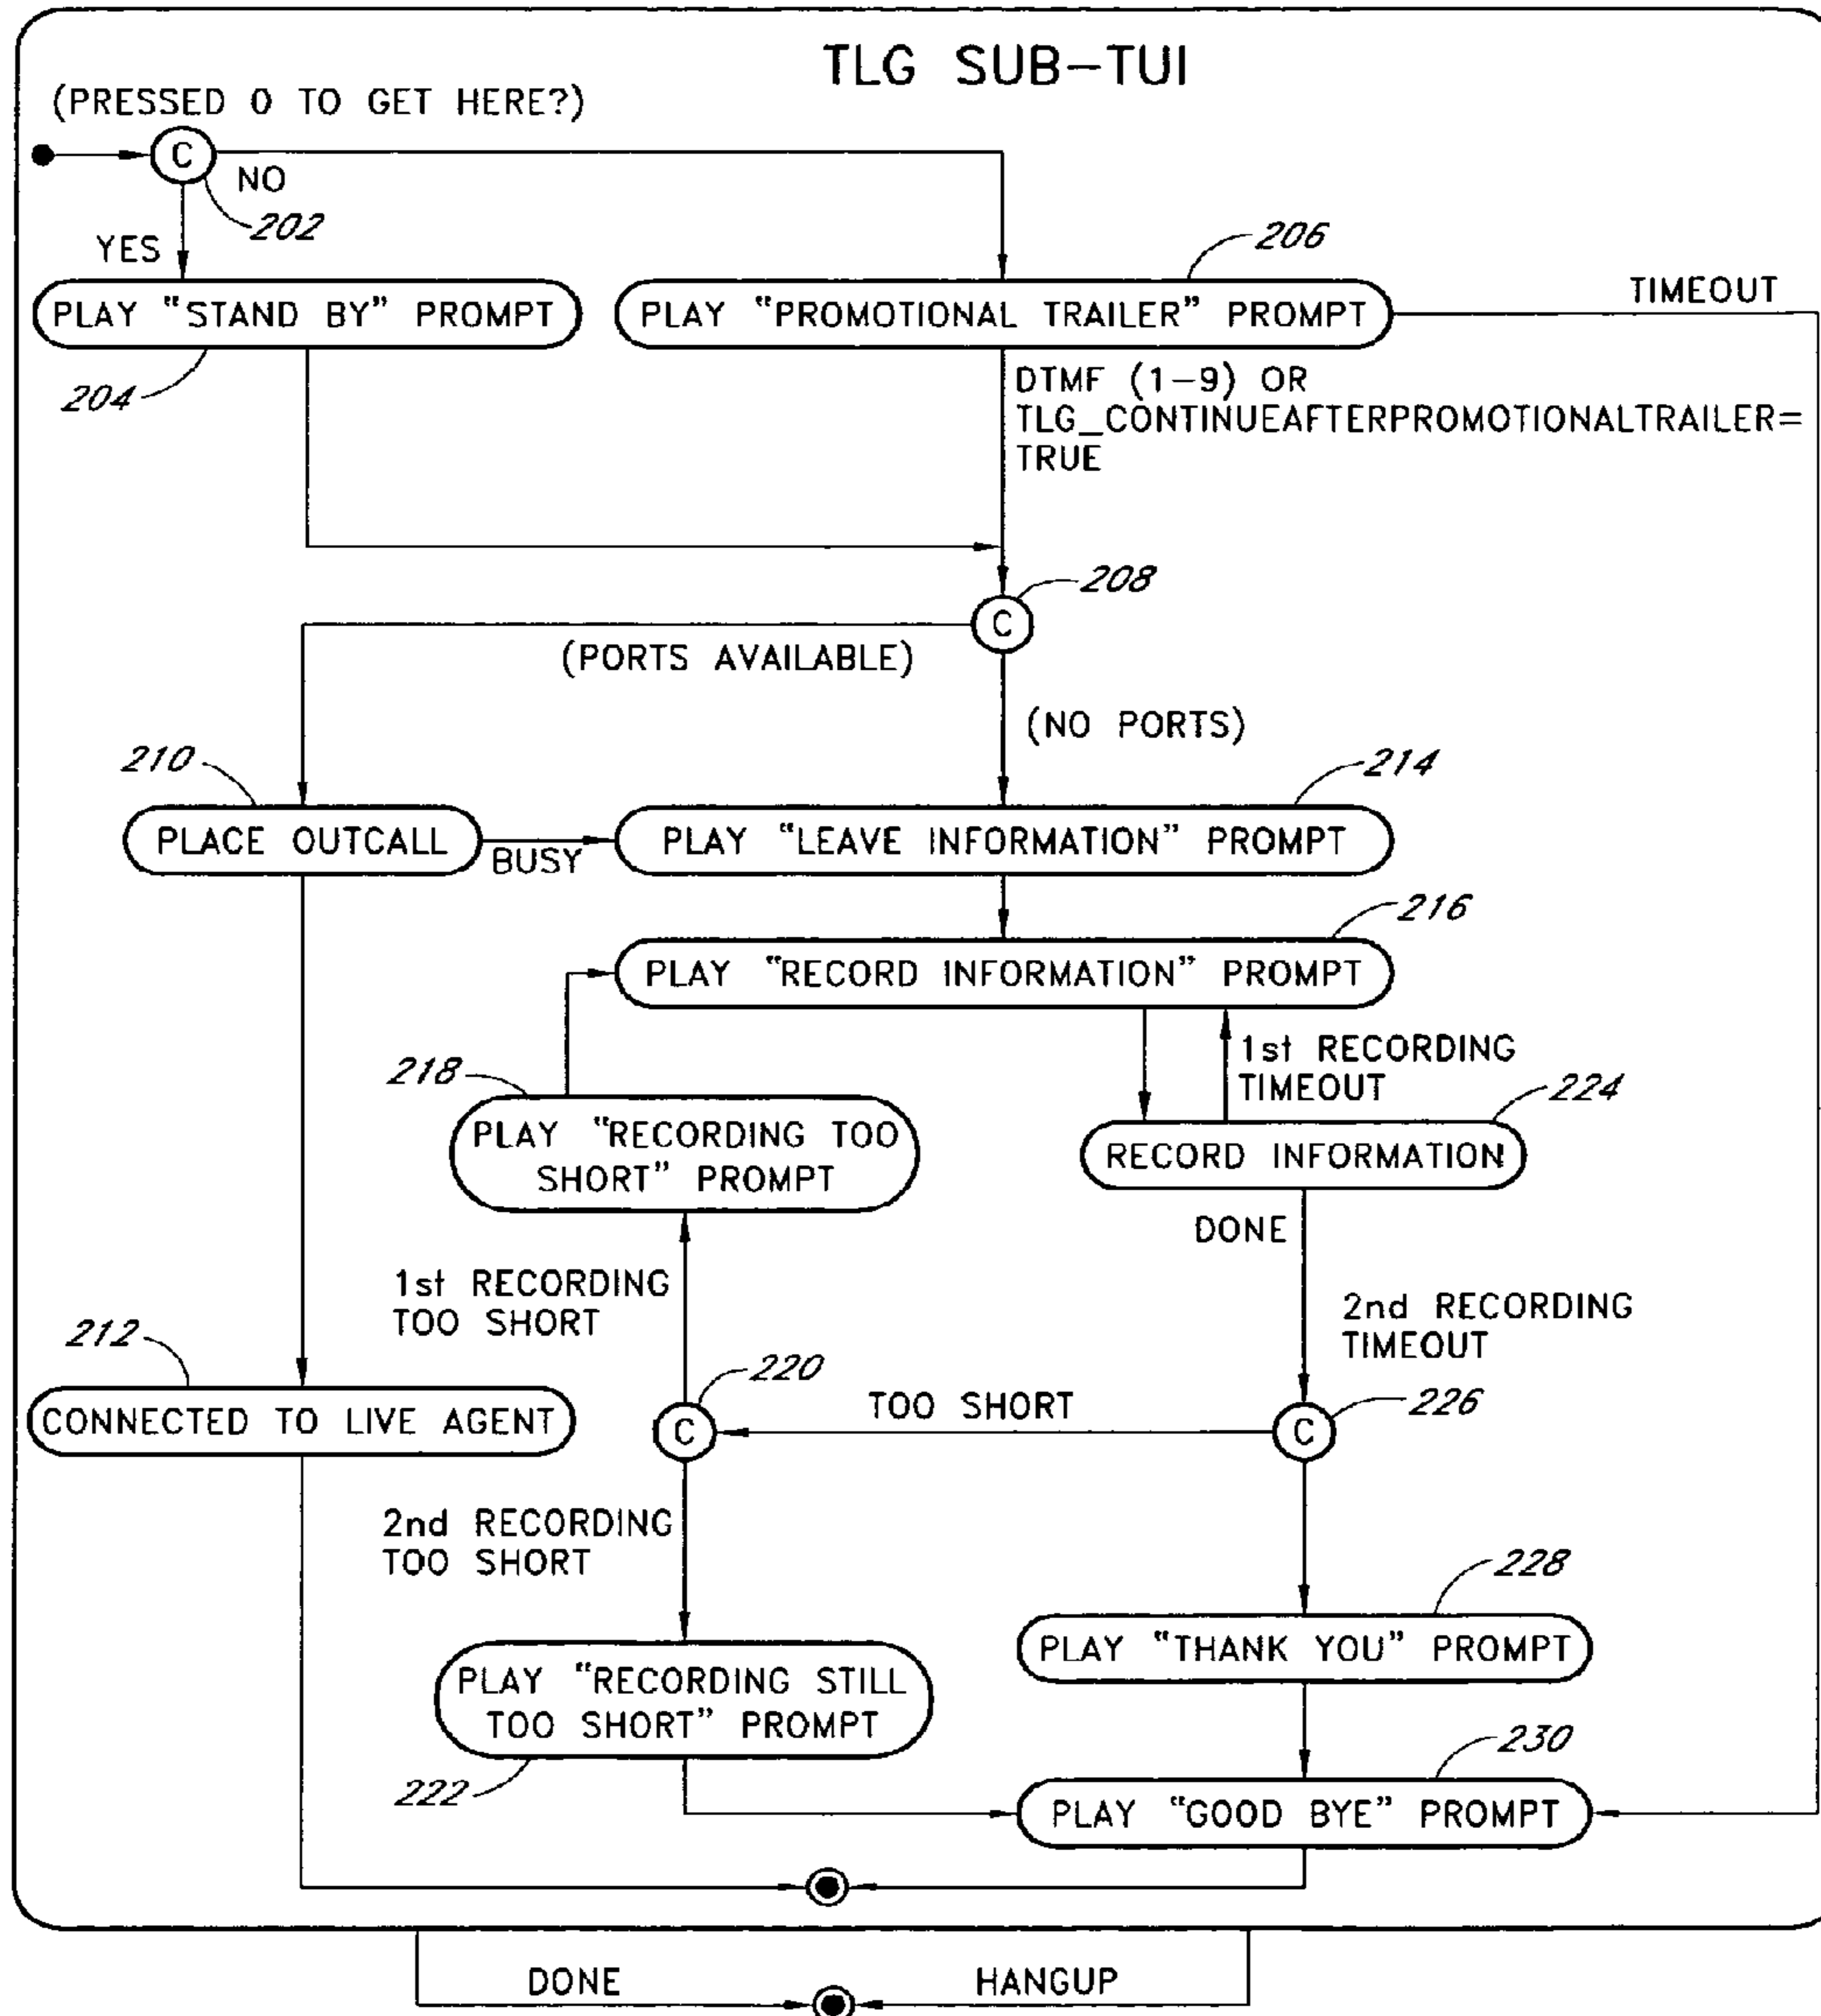 TLG SUB-TUI
(PRESSED 0 TO GET HERE?)
C
NO
202
YES
206
TIMEOUT
PLAY "STAND BY" PROMPT
PLAY "PROMOTIONAL TRAILER" PROMPT
204
DTMF (1-9) OR
TLG_CONTINUEAFTERPROMOTIONALTRAILER=
TRUE
208
C
(PORTS AVAILABLE)
(NO PORTS)
210
214
PLACE OUTCALL
BUSY
PLAY "LEAVE INFORMATION" PROMPT
216
PLAY "RECORD INFORMATION" PROMPT
1st RECORDING
TIMEOUT
218
224
PLAY "RECORDING TOO
SHORT" PROMPT
RECORD INFORMATION
DONE
1st RECORDING
TOO SHORT
2nd RECORDING
TIMEOUT
212
220
226
CONNECTED TO LIVE AGENT
C
TOO SHORT
C
2nd RECORDING
TOO SHORT
228
PLAY "THANK YOU" PROMPT
PLAY "RECORDING STILL
TOO SHORT" PROMPT
222
230
PLAY "GOOD BYE" PROMPT
DONE
HANGUP